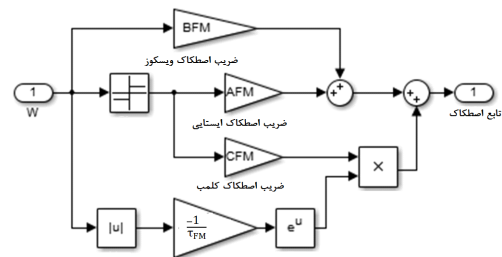 BFM
ضریب اصطکاک ویسکوز
1
W
AFM
1
تابع اصطکاک
ضریب اصطکاک ایستایی
CFM
×
ضریب اصطکاک کلمب
|u|
-1
τFM
e^u